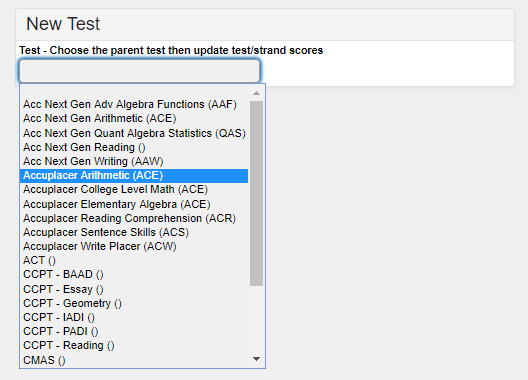 New Test
Test - Choose the parent test then update test/strand scores
Acc Next Gen Adv Algebra Functions (AAF)
Acc Next Gen Arithmetic (ACE)
Acc Next Gen Quant Algebra Statistics (QAS)
Acc Next Gen Reading ()
Acc Next Gen Writing (AAW)
Accuplacer Arithmetic (ACE)
Accuplacer College Level Math (ACE)
Accuplacer Elementary Algebra (ACE)
Accuplacer Reading Comprehension (ACR)
Accuplacer Sentence Skills (ACS)
Accuplacer Write Placer (ACW)
ACT ()
CCPT - BAAD ()
CCPT - Essay ()
CCPT - Geometry ()
CCPT - IADI ()
CCPT - PADI ()
CCPT - Reading ()
CMAS ()